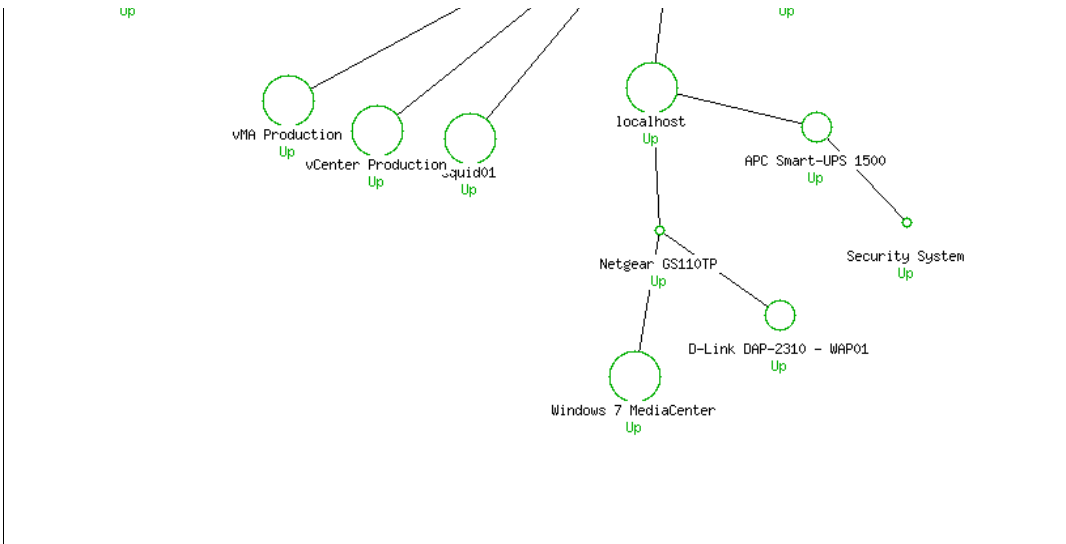 Up
Up
vMA Production
Up
vCenter Production
Up
squid01
Up
localhost
Up
APC Smart-UPS 1500
Up
Security System
Up
Netgear GS110TP
Up
D-Link DAP-2310 - WAP01
Up
Windows 7 MediaCenter
Up